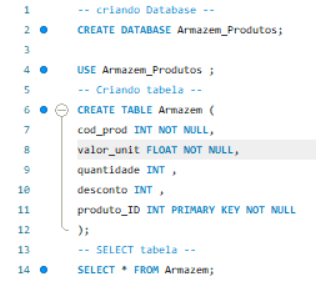 1 -- criando Database --
2 CREATE DATABASE Armazem_Produtos;
3
4 USE Armazem_Produtos ;
5 -- Criando tabela --
6 CREATE TABLE Armazem (
7 cod_prod INT NOT NULL,
8 valor_unit FLOAT NOT NULL,
9 quantidade INT ,
10 desconto INT ,
11 produto_ID INT PRIMARY KEY NOT NULL
12 );
13 -- SELECT tabela --
14 SELECT * FROM Armazem;